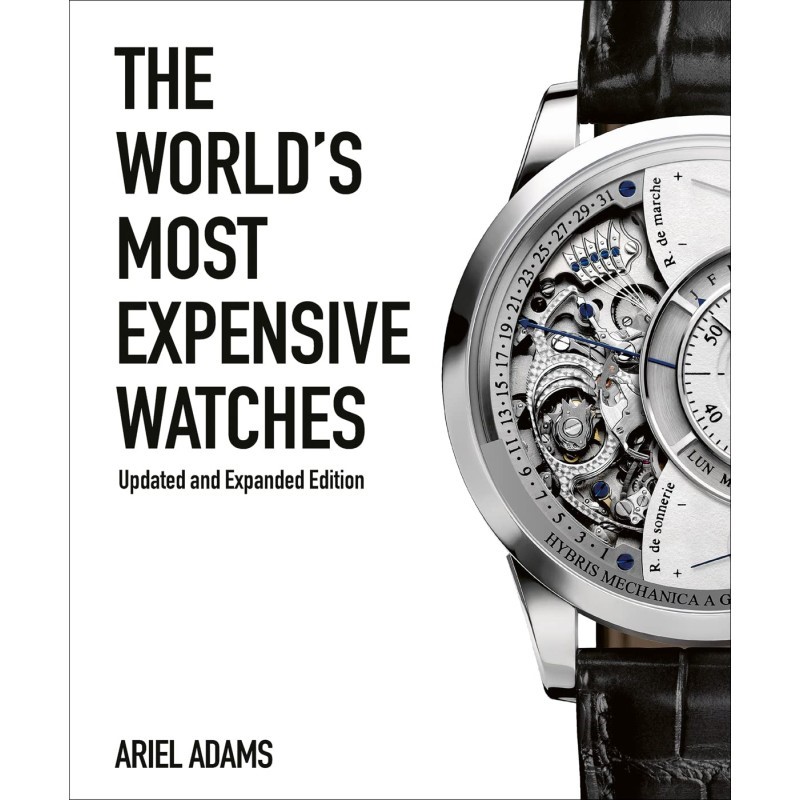 THE
WORLD'S
MOST
EXPENSIVE
WATCHES
Updated and Expanded Edition
ARIEL ADAMS
1 · 3 · 5 · 7 · 9 · 11 · 13 · 15 · 17 · 19 · 21 · 23 · 25 · 27 · 29 · 31
R. de marche
+
-
50
40
LUN
R. de sonnerie
-
+
HYBRIS MECHANICA A G